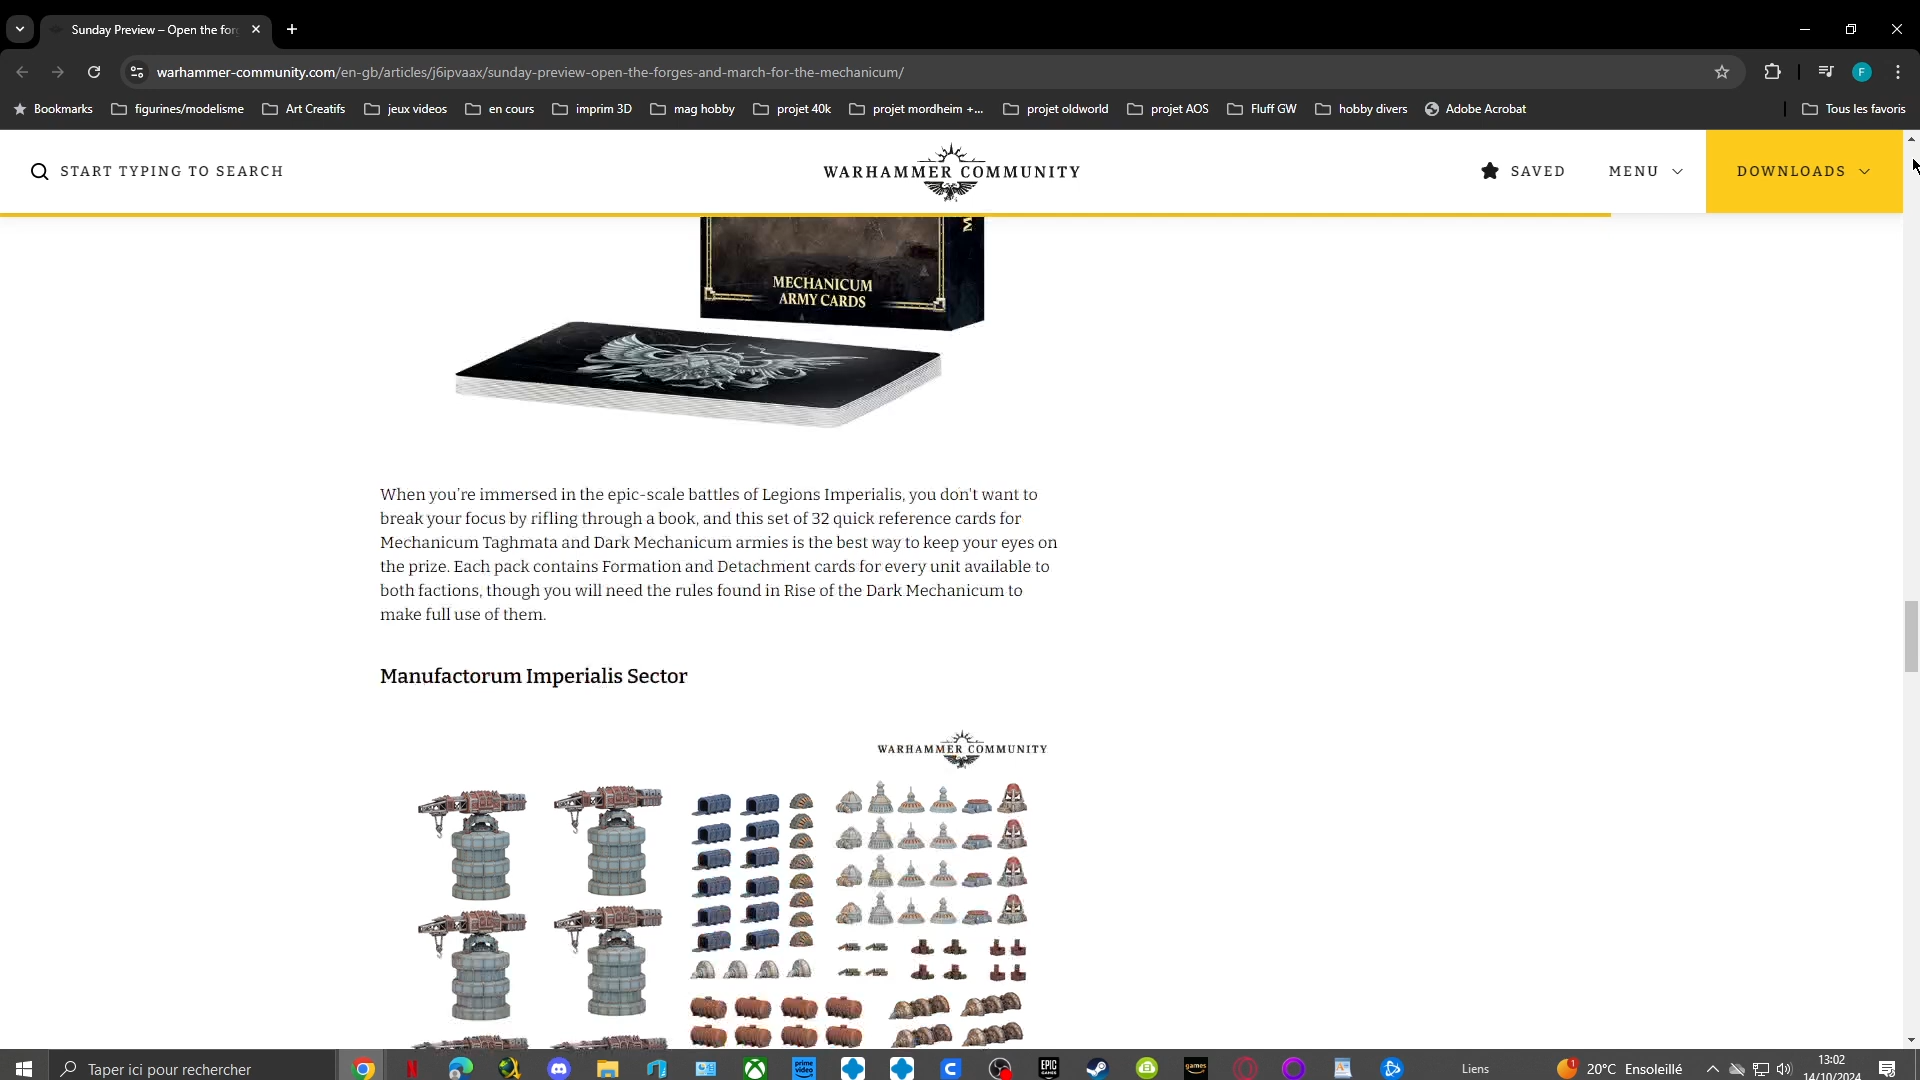 Sunday Preview – Open the for
warhammer-community.com/en-gb/articles/j6ipvaax/sunday-preview-open-the-forges-and-march-for-the-mechanicum/
F
Bookmarks figurines/modelisme Art Creatifs jeux videos en cours imprim 3D mag hobby projet 40k projet mordheim +... projet oldworld projet AOS Fluff GW hobby divers Adobe Acrobat Tous les favoris
START TYPING TO SEARCH
WARHAMMER COMMUNITY
SAVED MENU DOWNLOADS
MECHANICUM
ARMY CARDS
When you're immersed in the epic-scale battles of Legions Imperialis, you don't want to
break your focus by rifling through a book, and this set of 32 quick reference cards for
Mechanicum Taghmata and Dark Mechanicum armies is the best way to keep your eyes on
the prize. Each pack contains Formation and Detachment cards for every unit available to
both factions, though you will need the rules found in Rise of the Dark Mechanicum to
make full use of them.
Manufactorum Imperialis Sector
WARHAMMER COMMUNITY
Taper ici pour rechercher
Liens
1
20°C Ensoleillé
13:02
14/10/2024